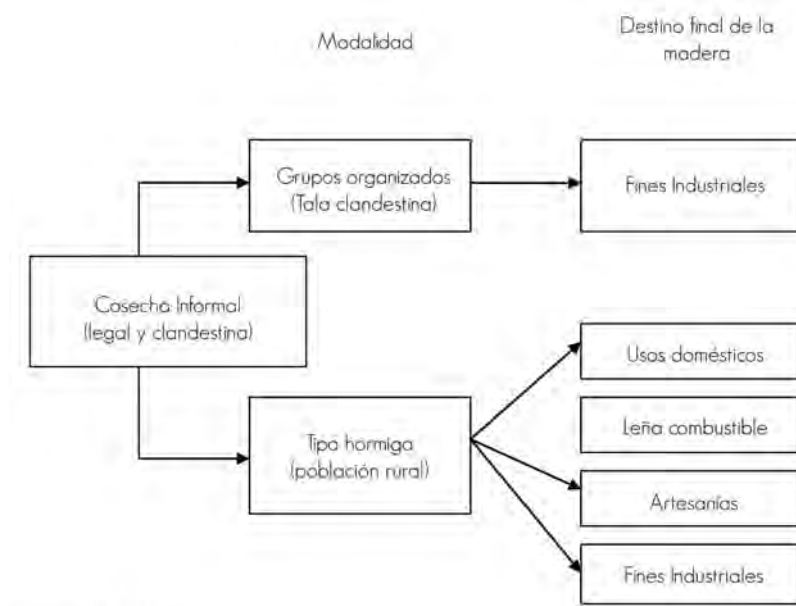 Modalidad
Destino final de la
madera
Grupos organizados
(Tala clandestina)
Fines Industriales
Cosecha Informal
(legal y clandestina)
Usos domésticos
Tipo hormiga
(población rural)
Leña combustible
Artesanías
Fines Industriales